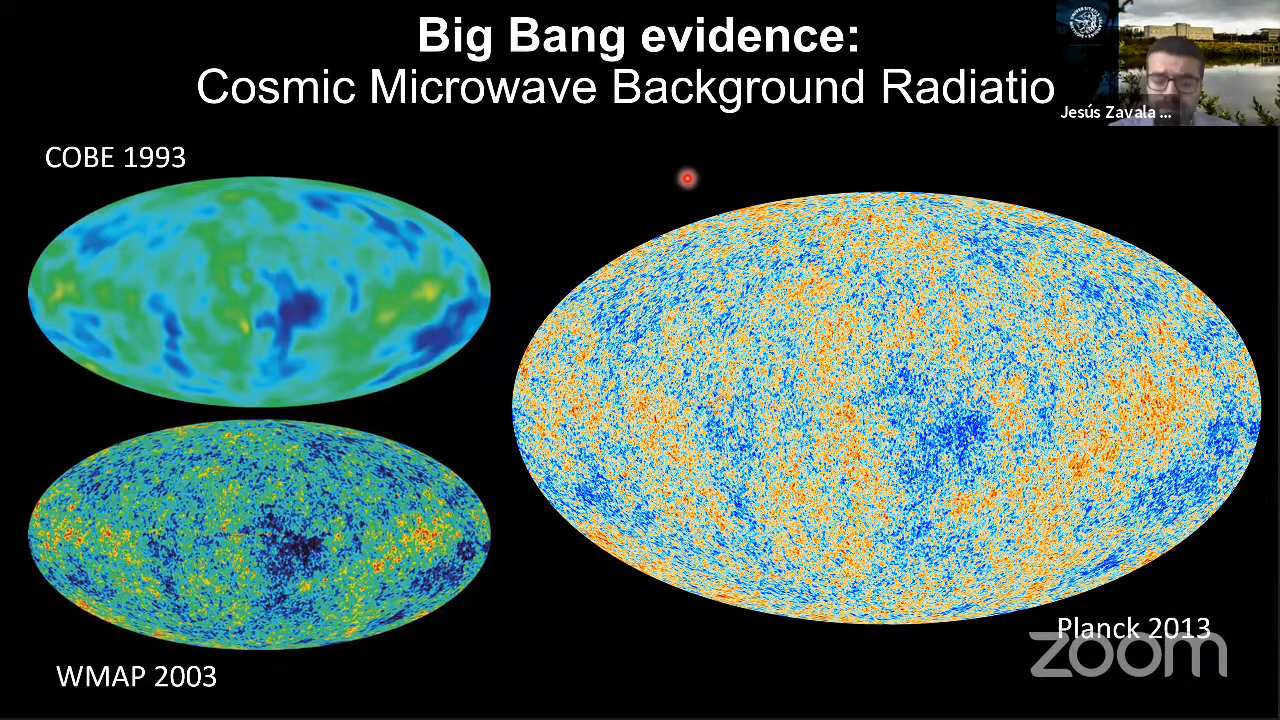 Big Bang evidence:
Cosmic Microwave Background Radiatio
Jesús Zavala ...
COBE 1993
Planck 2013
zoom
WMAP 2003